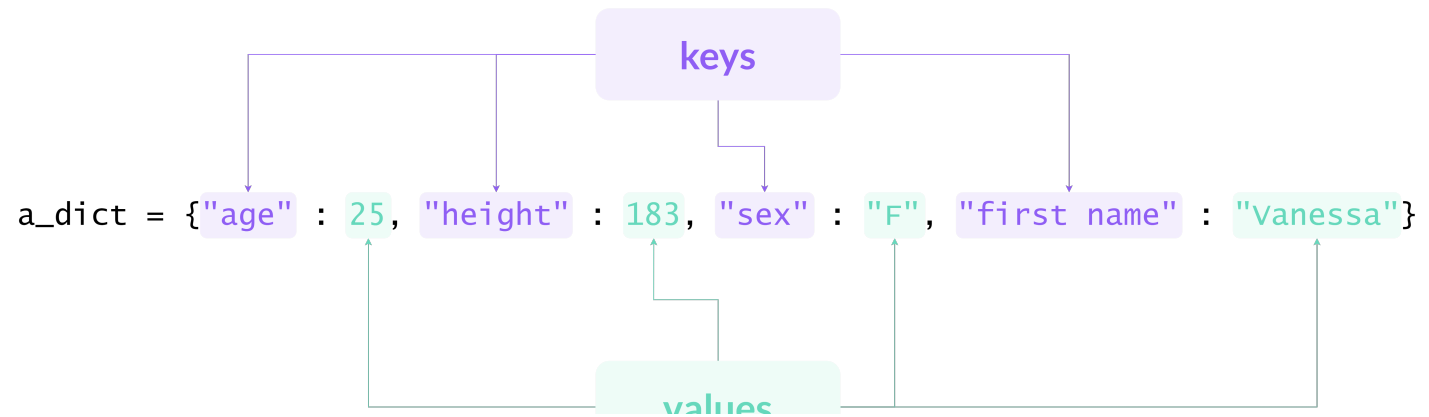 keys
a_dict = {"age" : 25, "height" : 183, "sex" : "F", "first name" : "Vanessa"}
values